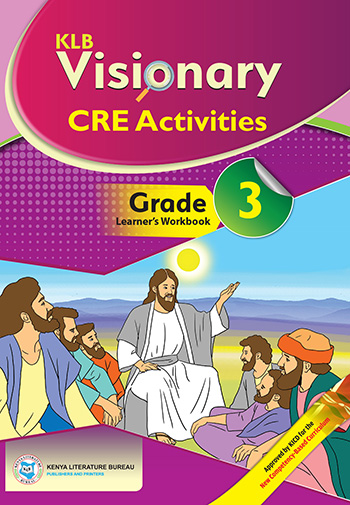 KLB
Visionary
CRE Activities
Grade 3
Learner's Workbook
Approved by KICD for the
New Competency-Based Curriculum
KENYA LITERATURE BUREAU
PUBLISHERS AND PRINTERS